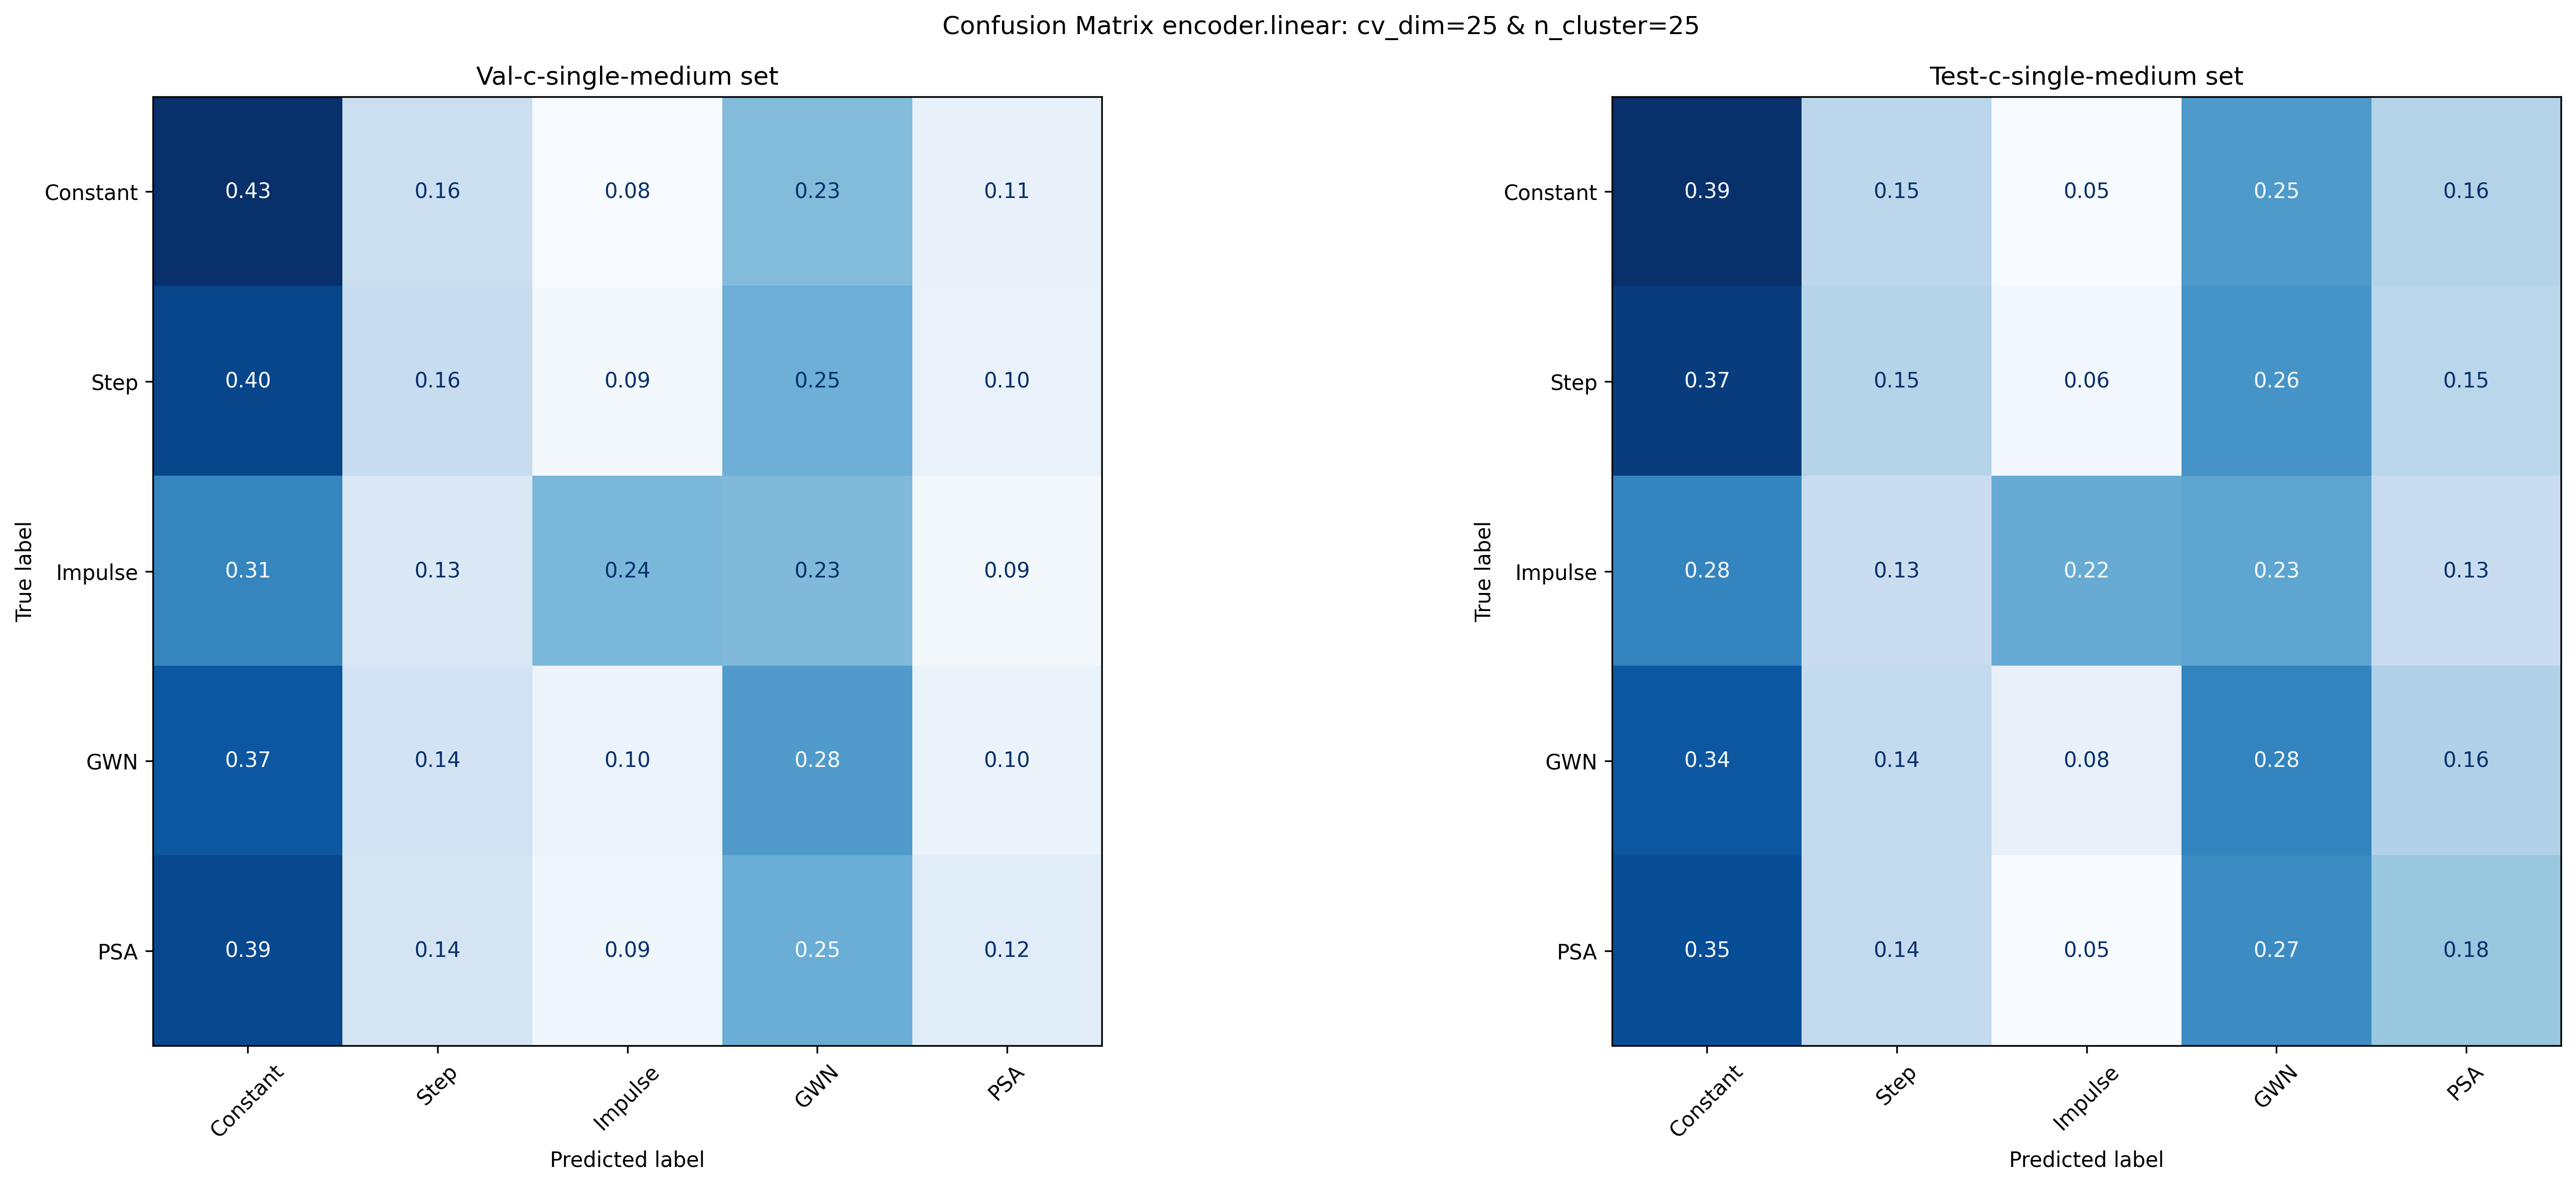 Confusion Matrix encoder.linear: cv_dim=25 & n_cluster=25
Val-c-single-medium set
True label
Constant 0.43 0.16 0.08 0.23 0.11
Step 0.40 0.16 0.09 0.25 0.10
Impulse 0.31 0.13 0.24 0.23 0.09
GWN 0.37 0.14 0.10 0.28 0.10
PSA 0.39 0.14 0.09 0.25 0.12
Constant Step Impulse GWN PSA
Predicted label
Test-c-single-medium set
True label
Constant 0.39 0.15 0.05 0.25 0.16
Step 0.37 0.15 0.06 0.26 0.15
Impulse 0.28 0.13 0.22 0.23 0.13
GWN 0.34 0.14 0.08 0.28 0.16
PSA 0.35 0.14 0.05 0.27 0.18
Constant Step Impulse GWN PSA
Predicted label